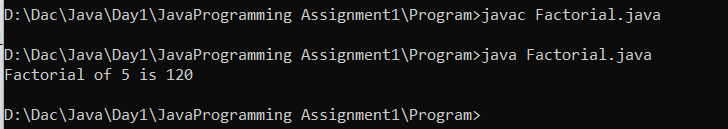 D:\Dac\Java\Day1\JavaProgramming Assignment1\Program>javac Factorial.java
D:\Dac\Java\Day1\JavaProgramming Assignment1\Program>java Factorial.java
Factorial of 5 is 120
D:\Dac\Java\Day1\JavaProgramming Assignment1\Program>